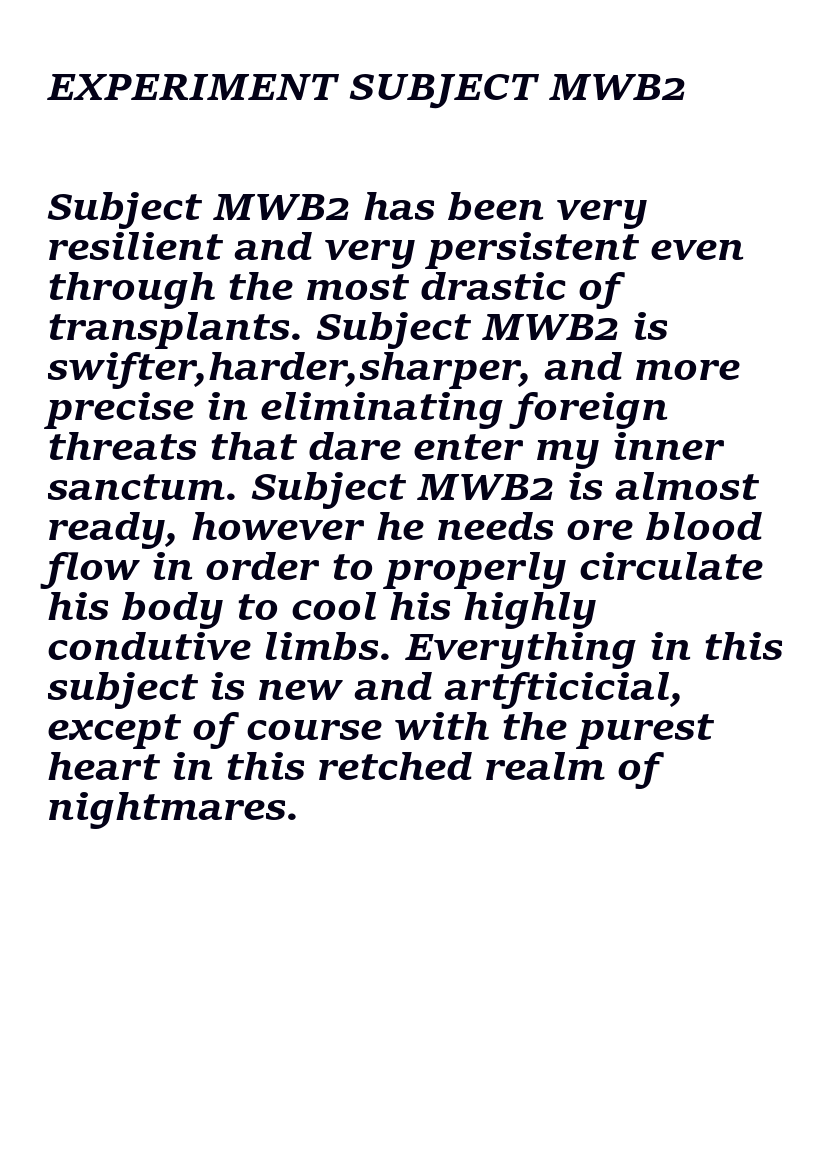 EXPERIMENT SUBJECT MWB2
Subject MWB2 has been very
resilient and very persistent even
through the most drastic of
transplants. Subject MWB2 is
swifter,harder,sharper, and more
precise in eliminating foreign
threats that dare enter my inner
sanctum. Subject MWB2 is almost
ready, however he needs ore blood
flow in order to properly circulate
his body to cool his highly
condutive limbs. Everything in this
subject is new and artfticicial,
except of course with the purest
heart in this retched realm of
nightmares.